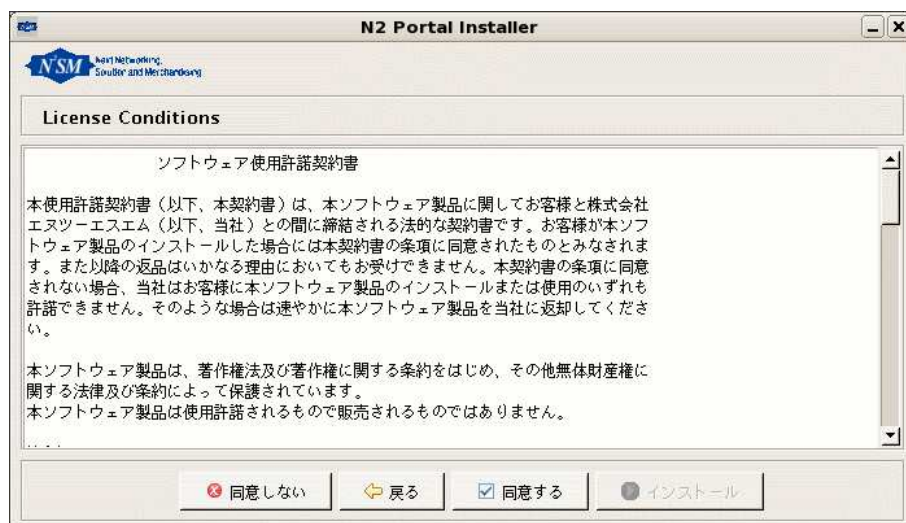 N2 Portal Installer
N2SM
Next Networking,
Solution and Merchandising
License Conditions
ソフトウェア使用許諾契約書
本使用許諾契約書（以下、本契約書）は、本ソフトウェア製品に関してお客様と株式会社
エヌツーエスエム（以下、当社）との間に締結される法的な契約書です。お客様が本ソフ
トウェア製品のインストールした場合には本契約書の条項に同意されたものとみなされま
す。また以降の返品はいかなる理由においてもお受けできません。本契約書の条項に同意
されない場合、当社はお客様に本ソフトウェア製品のインストールまたは使用のいずれも
許諾できません。そのような場合は速やかに本ソフトウェア製品を当社に返却してくださ
い。
本ソフトウェア製品は、著作権法及び著作権に関する条約をはじめ、その他無体財産権に
関する法律及び条約によって保護されています。
本ソフトウェア製品は使用許諾されるもので販売されるものではありません。
同意しない
戻る
同意する
インストール